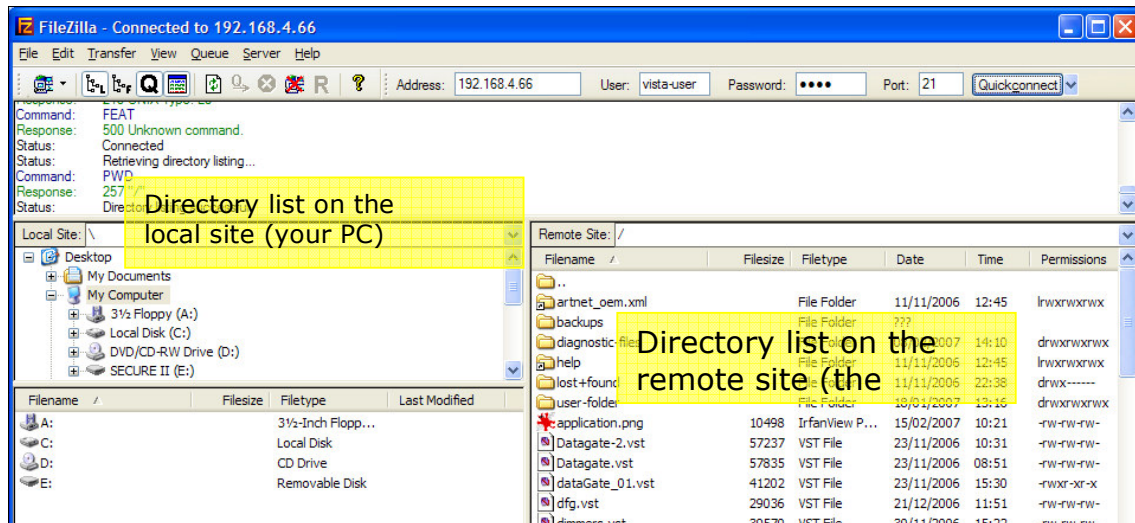 FileZilla - Connected to 192.168.4.66
File Edit Transfer View Queue Server Help
Address: 192.168.4.66 User: vista-user Password: •••• Port: 21 Quickconnect
Command: FEAT
Response: 500 Unknown command.
Status: Connected
Status: Retrieving directory listing...
Command: PWD
Response: 257 "/"
Status:
Directory list on the
local site (your PC)
Local Site: \
Desktop
My Documents
My Computer
3½ Floppy (A:)
Local Disk (C:)
DVD/CD-RW Drive (D:)
SECURE II (E:)
Filename / Filesize Filetype Last Modified
A: 3½-Inch Flopp...
C: Local Disk
D: CD Drive
E: Removable Disk
Remote Site: /
Filename / Filesize Filetype Date Time Permissions
..
artnet_oem.xml File Folder 11/11/2006 12:45 lrwxrwxrwx
backups File Folder ???
diagnostic-files 14:10 drwxrwxrwx
help File Folder 11/11/2006 12:45 lrwxrwxrwx
lost+found 11/11/2006 22:38 drwx------
user-folder File Folder 18/01/2007 13:16 drwxrwxrwx
Directory list on the
remote site (the
application.png 10498 IrfanView P... 15/02/2007 10:21 -rw-rw-rw-
Datagate-2.vst 57237 VST File 23/11/2006 10:31 -rw-rw-rw-
Datagate.vst 57835 VST File 23/11/2006 08:51 -rw-rw-rw-
dataGate_01.vst 41202 VST File 23/11/2006 15:30 -rwxr-xr-x
dfg.vst 29036 VST File 21/12/2006 11:51 -rw-rw-rw-